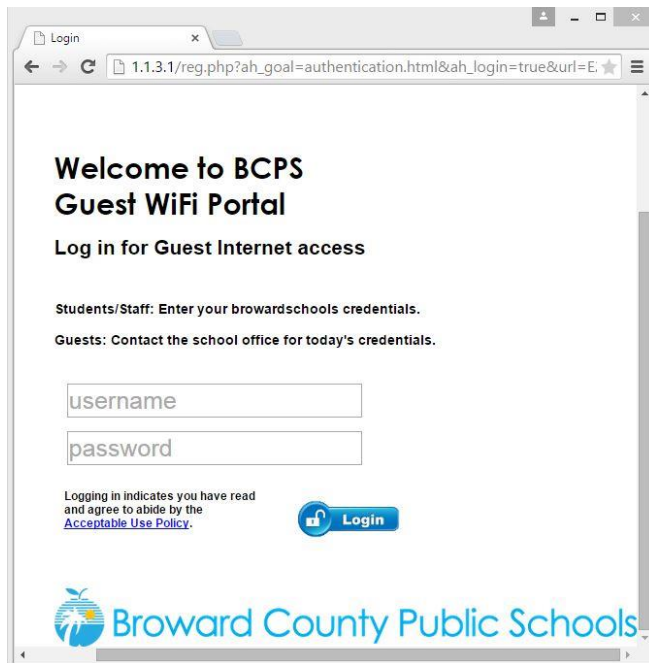 Login
1.1.3.1/reg.php?ah_goal=authentication.html&ah_login=true&url=E
Welcome to BCPS
Guest WiFi Portal
Log in for Guest Internet access
Students/Staff: Enter your browardschools credentials.
Guests: Contact the school office for today's credentials.
username
password
Logging in indicates you have read
and agree to abide by the
Acceptable Use Policy.
Login
Broward County Public Schools